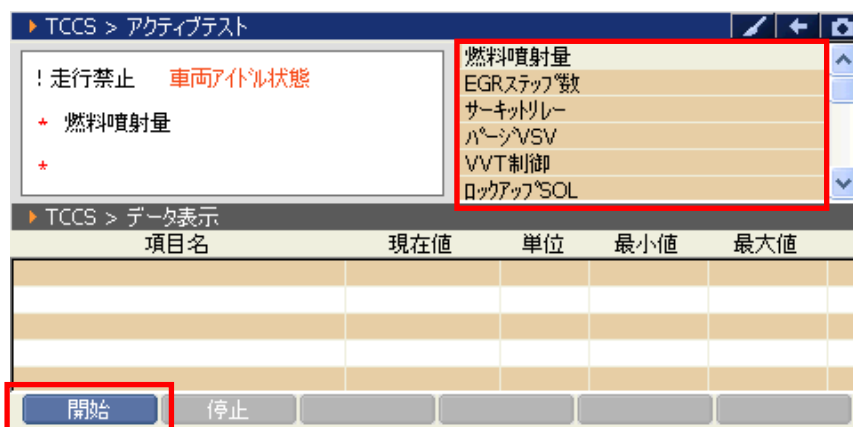 TCCS > アクティブテスト
! 走行禁止 車両ｱｲﾄﾞﾙ状態
* 燃料噴射量
*
燃料噴射量
EGRｽﾃｯﾌﾟ数
ｻｰｷｯﾄﾘﾚｰ
ﾊﾟｰｼﾞVSV
VVT制御
ﾛｯｸｱｯﾌﾟSOL
TCCS > データ表示
項目名 現在値 単位 最小値 最大値
開始 停止